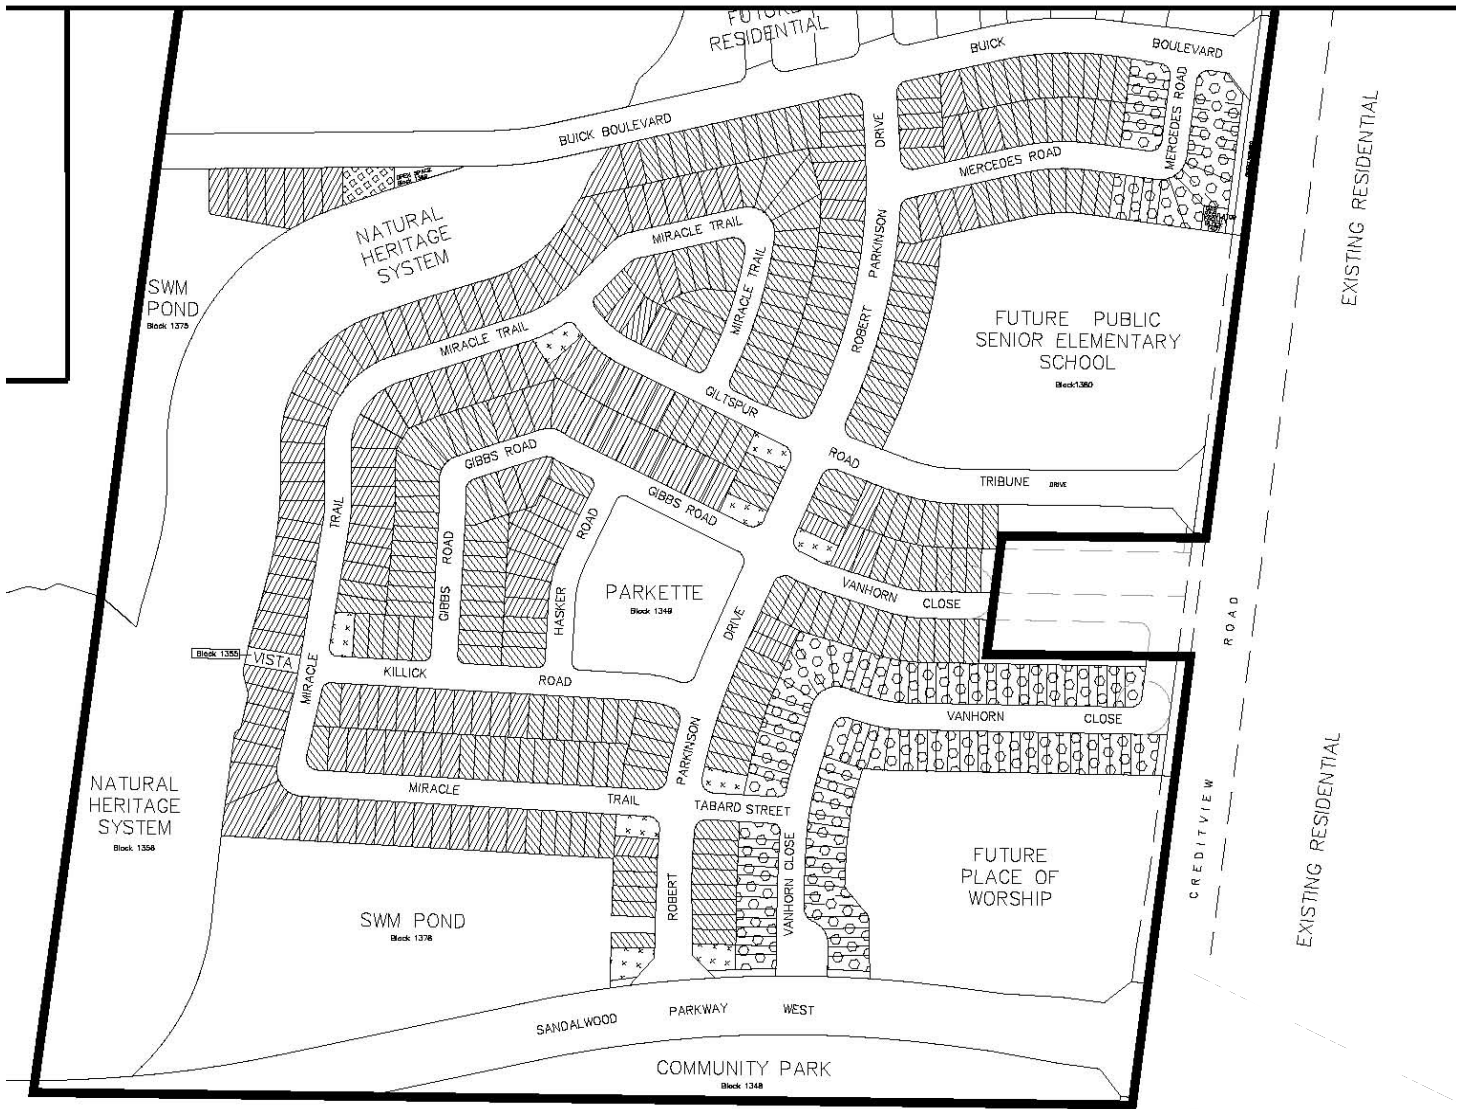 FUTURE
RESIDENTIAL
BUICK
BOULEVARD
BUICK BOULEVARD
DRIVE
MERCEDES ROAD
MERCEDES ROAD
EXISTING RESIDENTIAL
OPEN SPACE
NATURAL
HERITAGE
SYSTEM
MIRACLE TRAIL
PARKINSON
MIRACLE TRAIL
SWM
POND
Block 1375
MIRACLE TRAIL
ROBERT
FUTURE PUBLIC
SENIOR ELEMENTARY
SCHOOL
Block1380
GILTSPUR
ROAD
GIBBS ROAD
TRIBUNE DRIVE
GIBBS ROAD
TRAIL
ROAD
ROAD
GIBBS
HASKER
PARKETTE
Block 1349
DRIVE
VANHORN
CLOSE
ROAD
Block 1355
VISTA
MIRACLE
KILLICK
ROAD
VANHORN
CLOSE
PARKINSON
MIRACLE
TRAIL
TABARD STREET
NATURAL
HERITAGE
SYSTEM
Block 1358
CREDITVIEW
EXISTING RESIDENTIAL
VANHORN CLOSE
FUTURE
PLACE OF
WORSHIP
ROBERT
SWM POND
Block 1376
SANDALWOOD
PARKWAY
WEST
COMMUNITY PARK
Block 1348